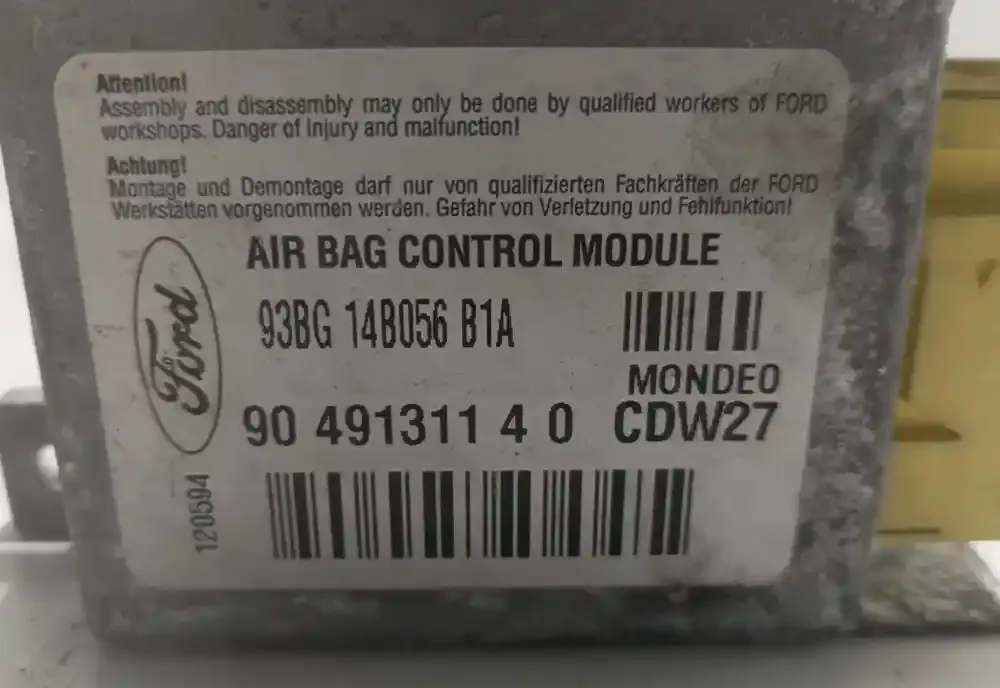 Attention!
Assembly and disassembly may only be done by qualified workers of FORD
workshops. Danger of Injury and malfunction!
Achtung!
Montage und Demontage darf nur von qualifizierten Fachkräften der FORD
Werkstätten vorgenommen werden. Gefahr von Verletzung und Fehlfunktion!
AIR BAG CONTROL MODULE
Ford
93BG 14B056 B1A
MONDEO
90 491311 4 0 CDW27
120594